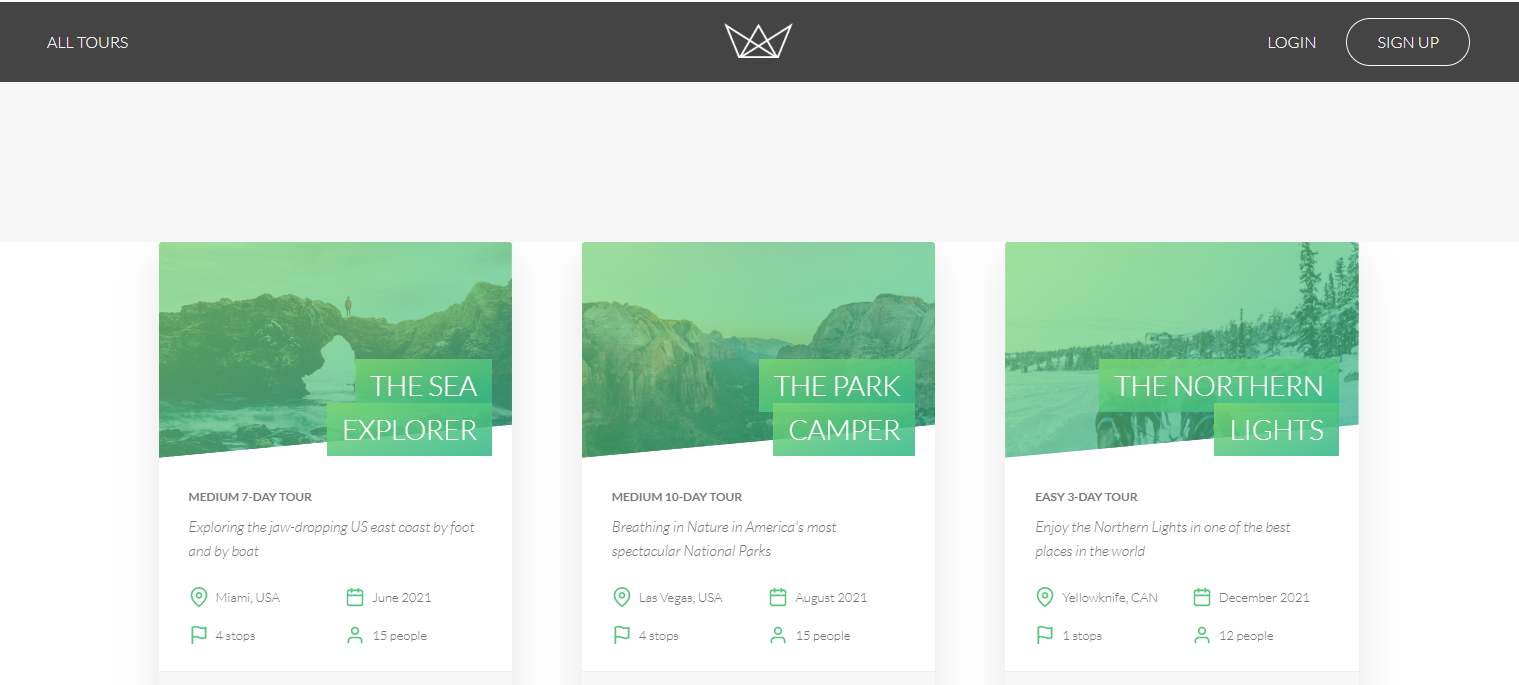 ALL TOURS
LOGIN
SIGN UP
THE SEA
EXPLORER
MEDIUM 7-DAY TOUR
Exploring the jaw-dropping US east coast by foot
and by boat
Miami, USA
June 2021
4 stops
15 people
THE PARK
CAMPER
MEDIUM 10-DAY TOUR
Breathing in Nature in America's most
spectacular National Parks
Las Vegas, USA
August 2021
4 stops
15 people
THE NORTHERN
LIGHTS
EASY 3-DAY TOUR
Enjoy the Northern Lights in one of the best
places in the world
Yellowknife, CAN
December 2021
1 stops
12 people